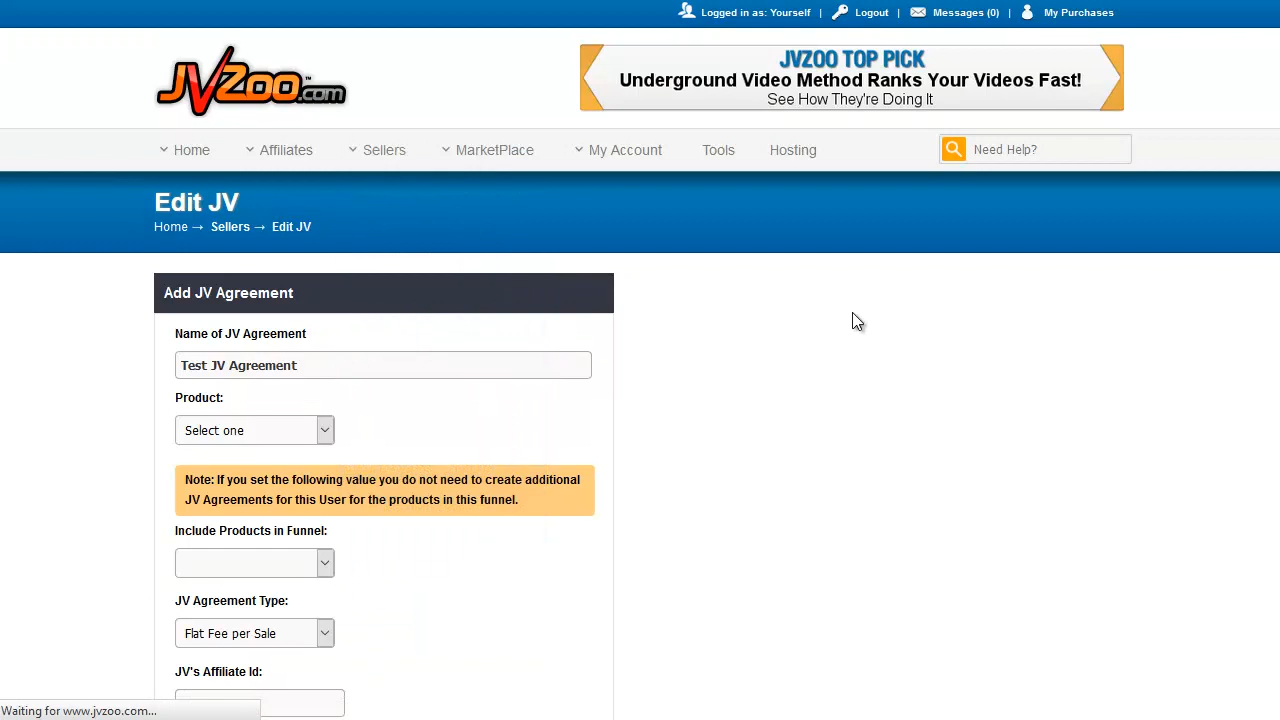 Logged in as: Yourself | Logout | Messages (0) | My Purchases
JVZoo.com™
JVZOO TOP PICK
Underground Video Method Ranks Your Videos Fast!
See How They're Doing It
Home Affiliates Sellers MarketPlace My Account Tools Hosting Need Help?
Edit JV
Home → Sellers → Edit JV
Add JV Agreement
Name of JV Agreement
Test JV Agreement
Product:
Select one
Note: If you set the following value you do not need to create additional
JV Agreements for this User for the products in this funnel.
Include Products in Funnel:
JV Agreement Type:
Flat Fee per Sale
JV's Affiliate Id:
Waiting for www.jvzoo.com...